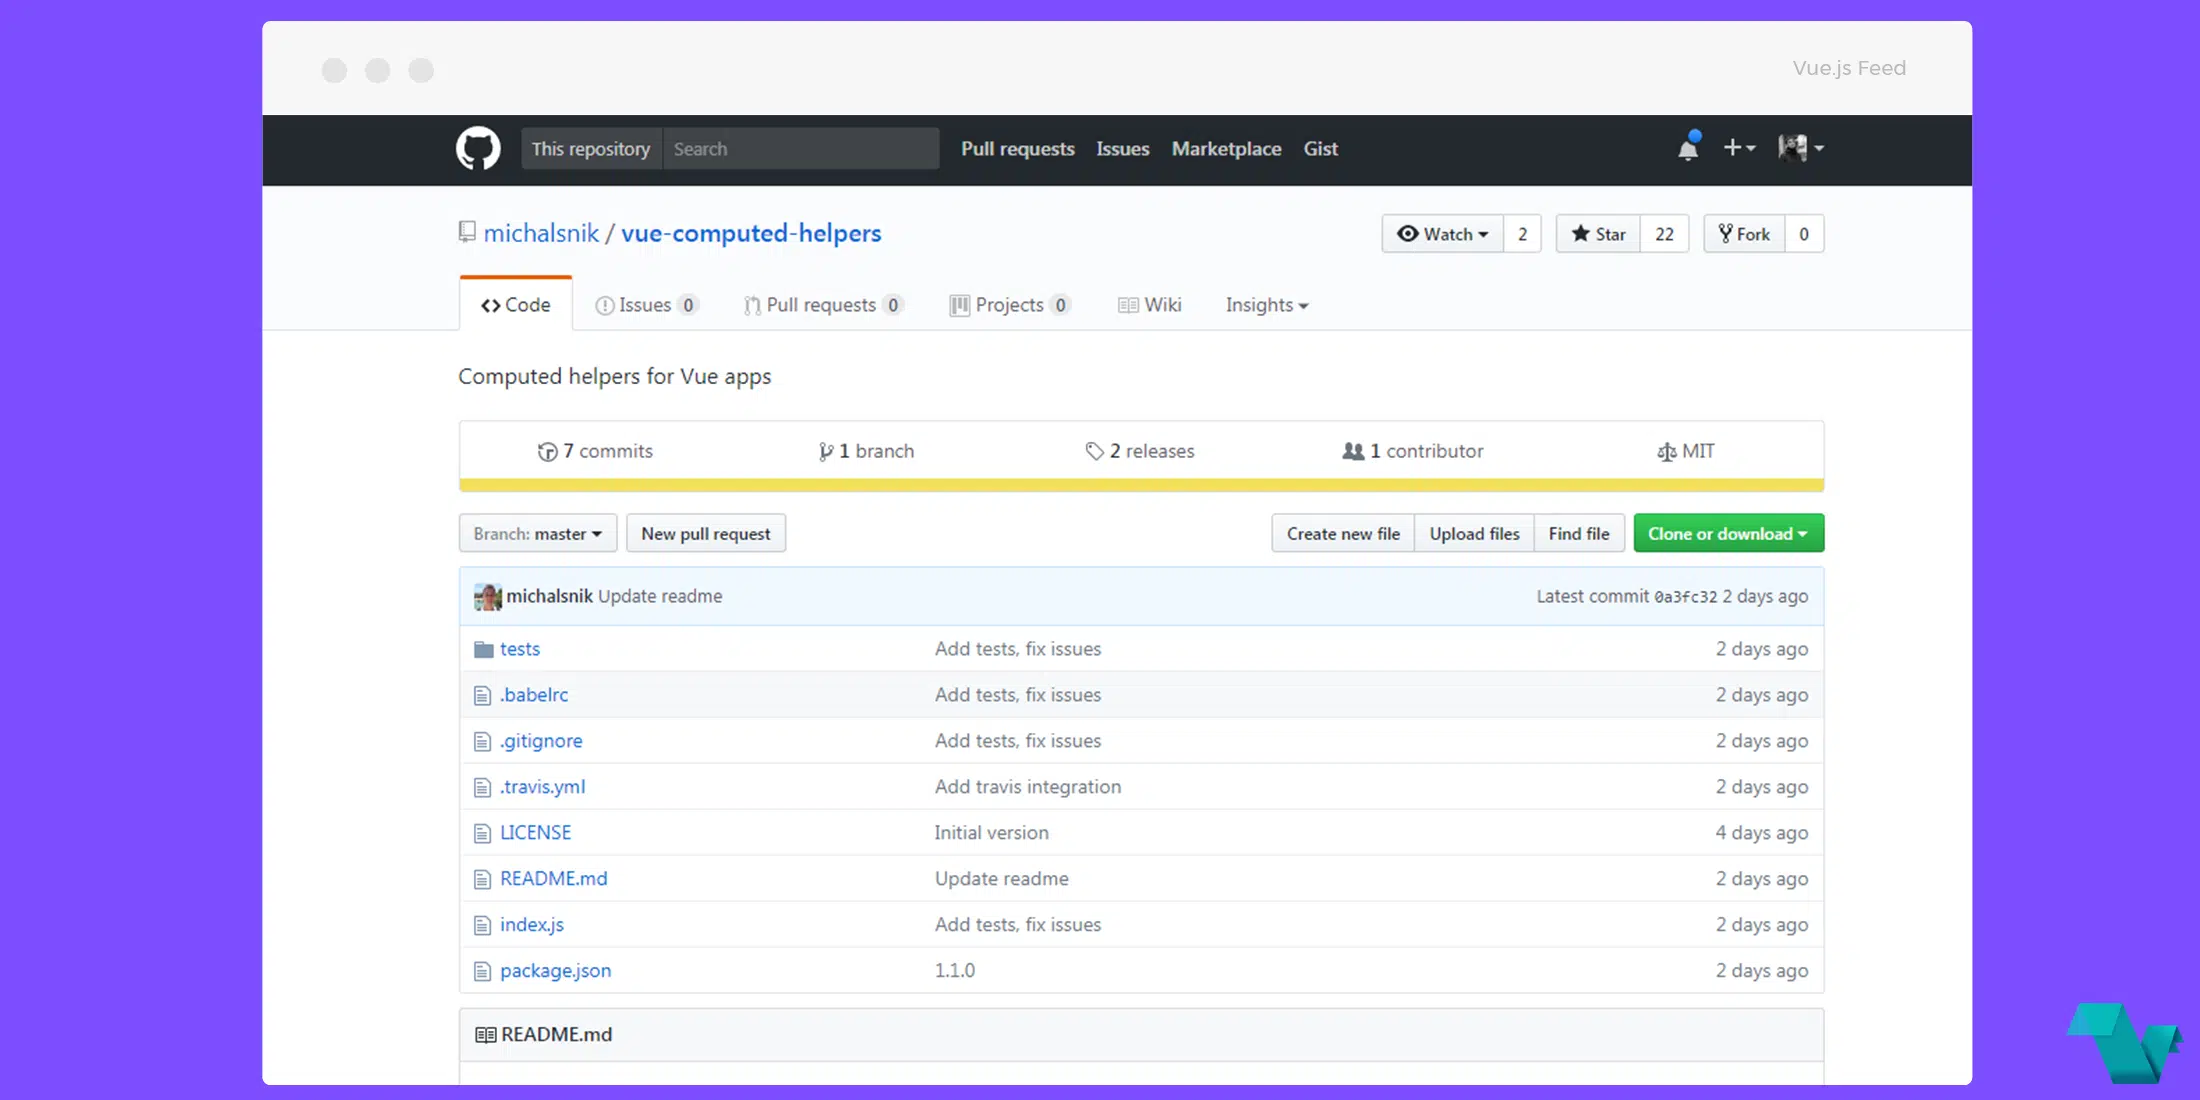 Vue.js Feed
This repository Search Pull requests Issues Marketplace Gist
michalsnik / vue-computed-helpers Watch 2 Star 22 Fork 0
Code Issues 0 Pull requests 0 Projects 0 Wiki Insights
Computed helpers for Vue apps
7 commits 1 branch 2 releases 1 contributor MIT
Branch: master New pull request Create new file Upload files Find file Clone or download
michalsnik Update readme Latest commit 0a3fc32 2 days ago
tests Add tests, fix issues 2 days ago
.babelrc Add tests, fix issues 2 days ago
.gitignore Add tests, fix issues 2 days ago
.travis.yml Add travis integration 2 days ago
LICENSE Initial version 4 days ago
README.md Update readme 2 days ago
index.js Add tests, fix issues 2 days ago
package.json 1.1.0 2 days ago
README.md